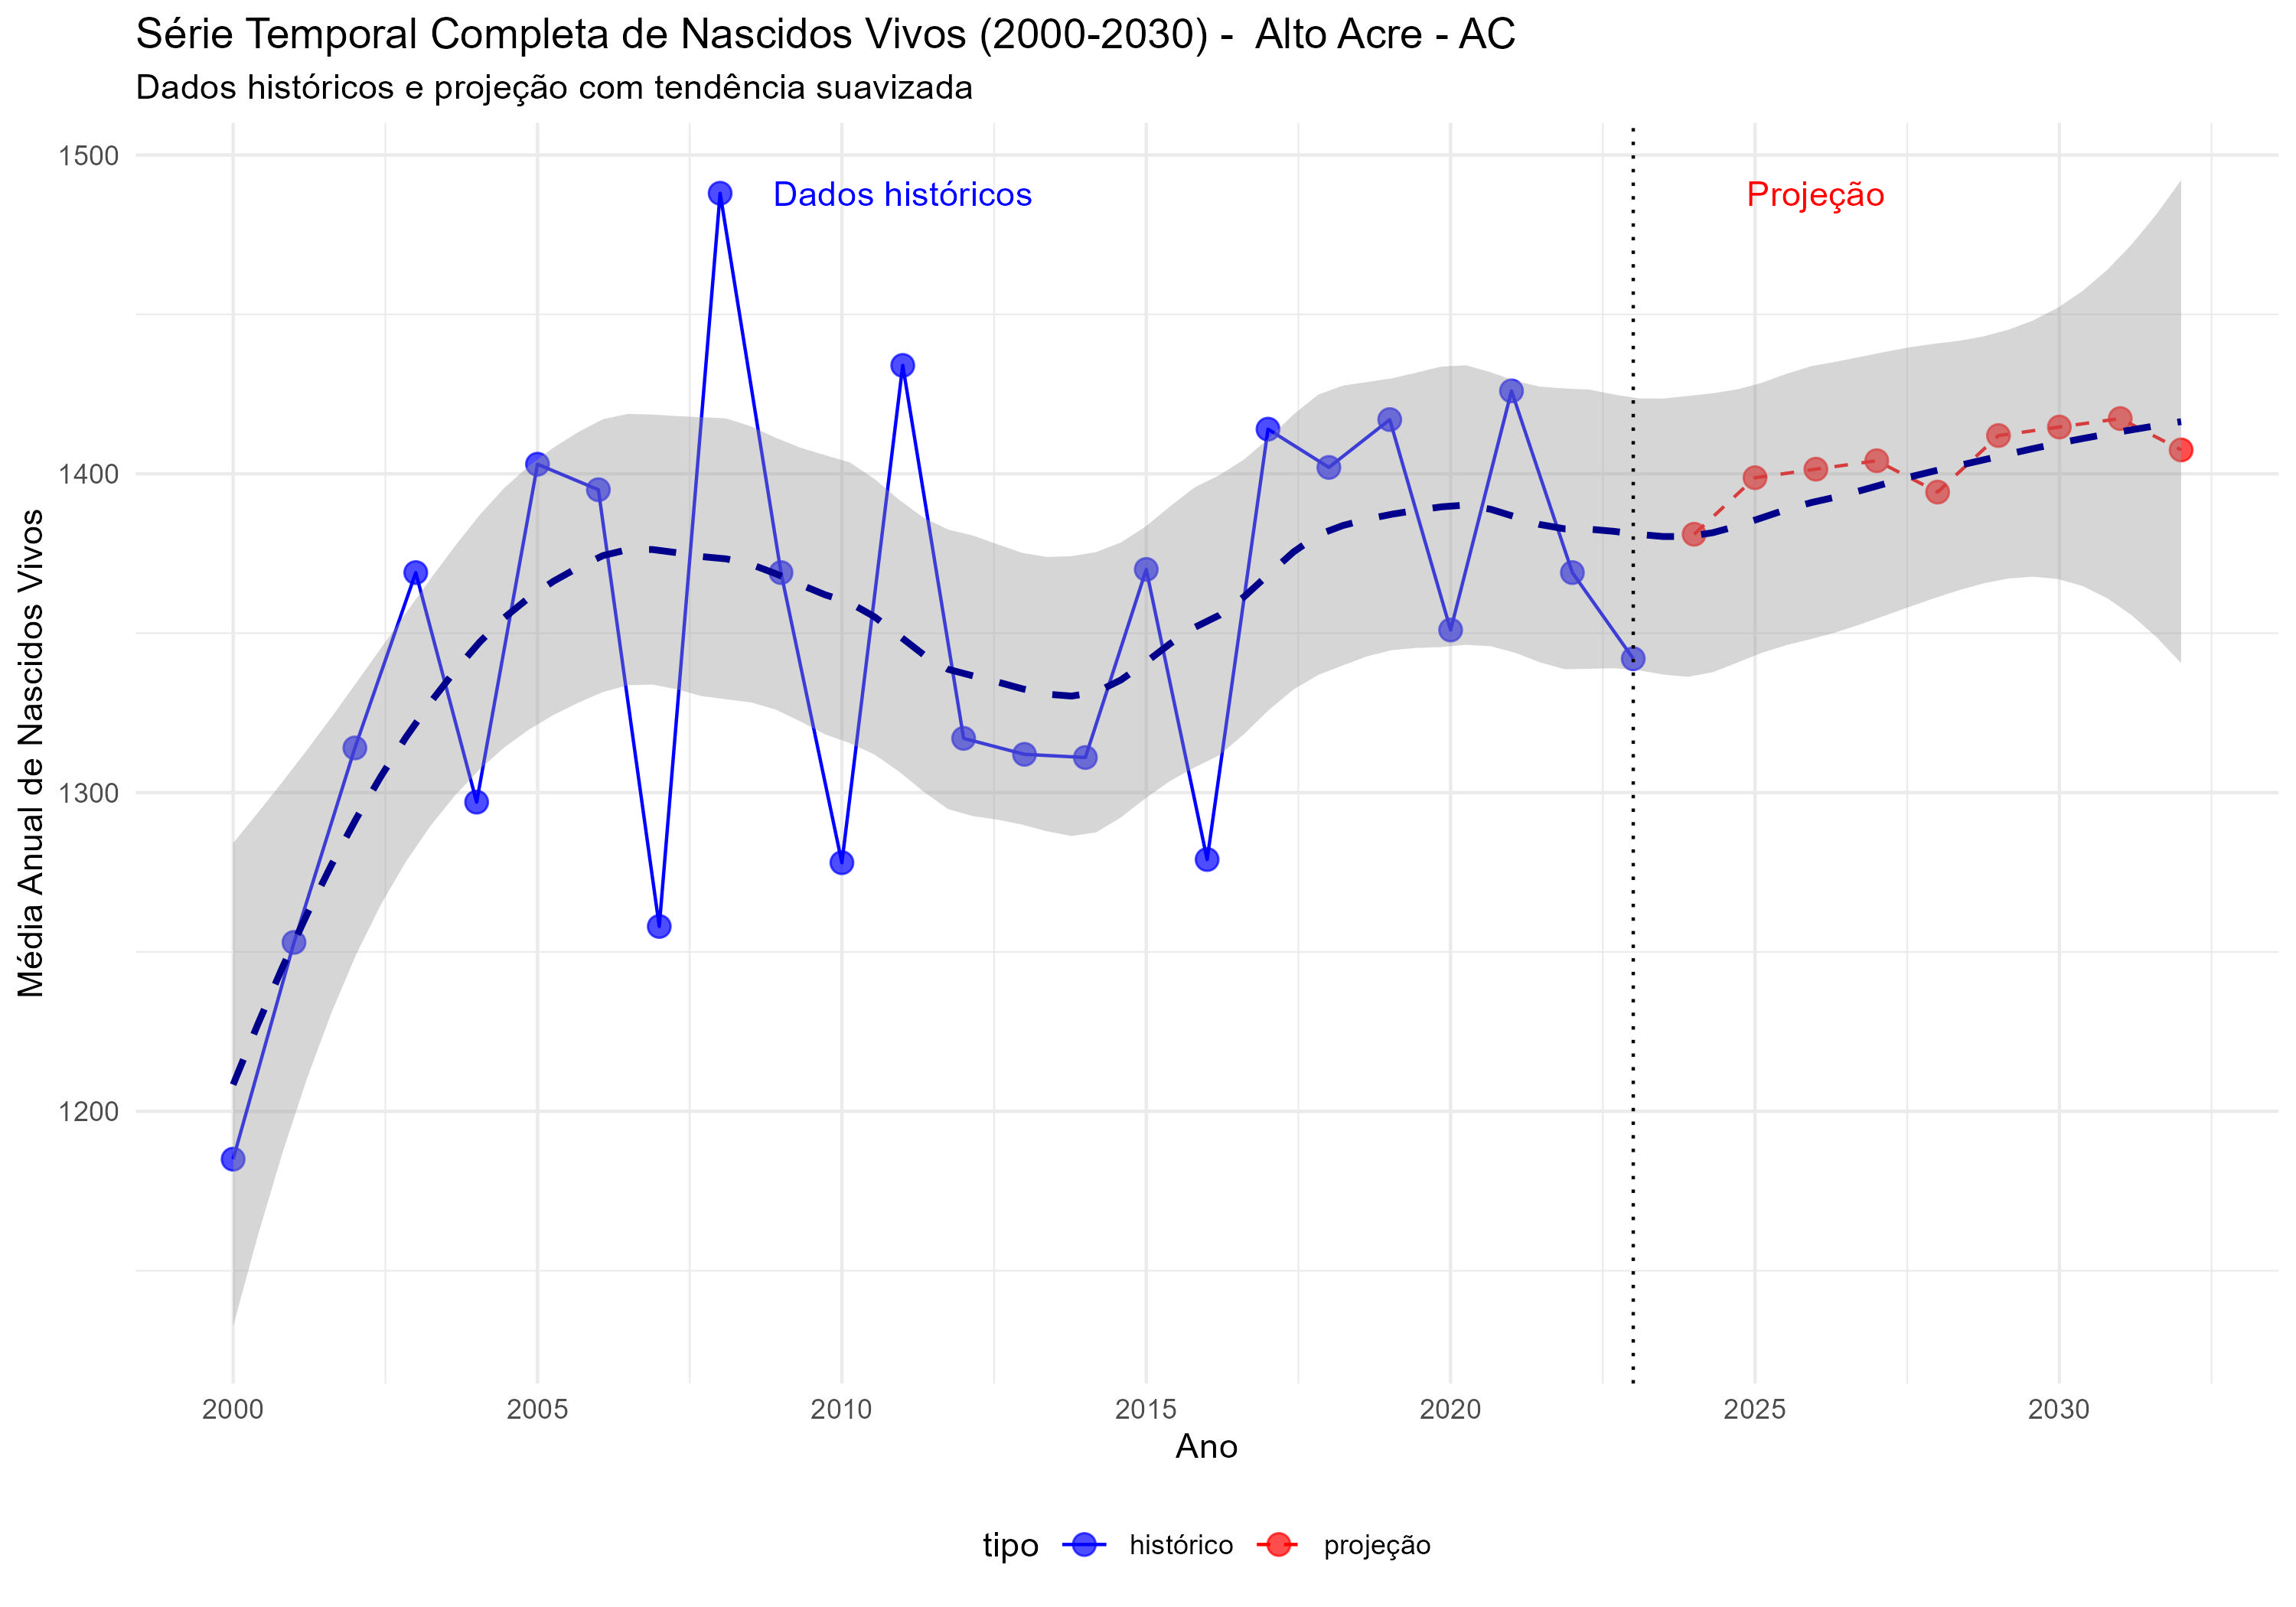 Série Temporal Completa de Nascidos Vivos (2000-2030) -  Alto Acre - AC
Dados históricos e projeção com tendência suavizada
Média Anual de Nascidos Vivos
1500
1400
1300
1200
Dados históricos
Projeção
2000
2005
2010
2015
2020
2025
2030
Ano
tipo
histórico
projeção